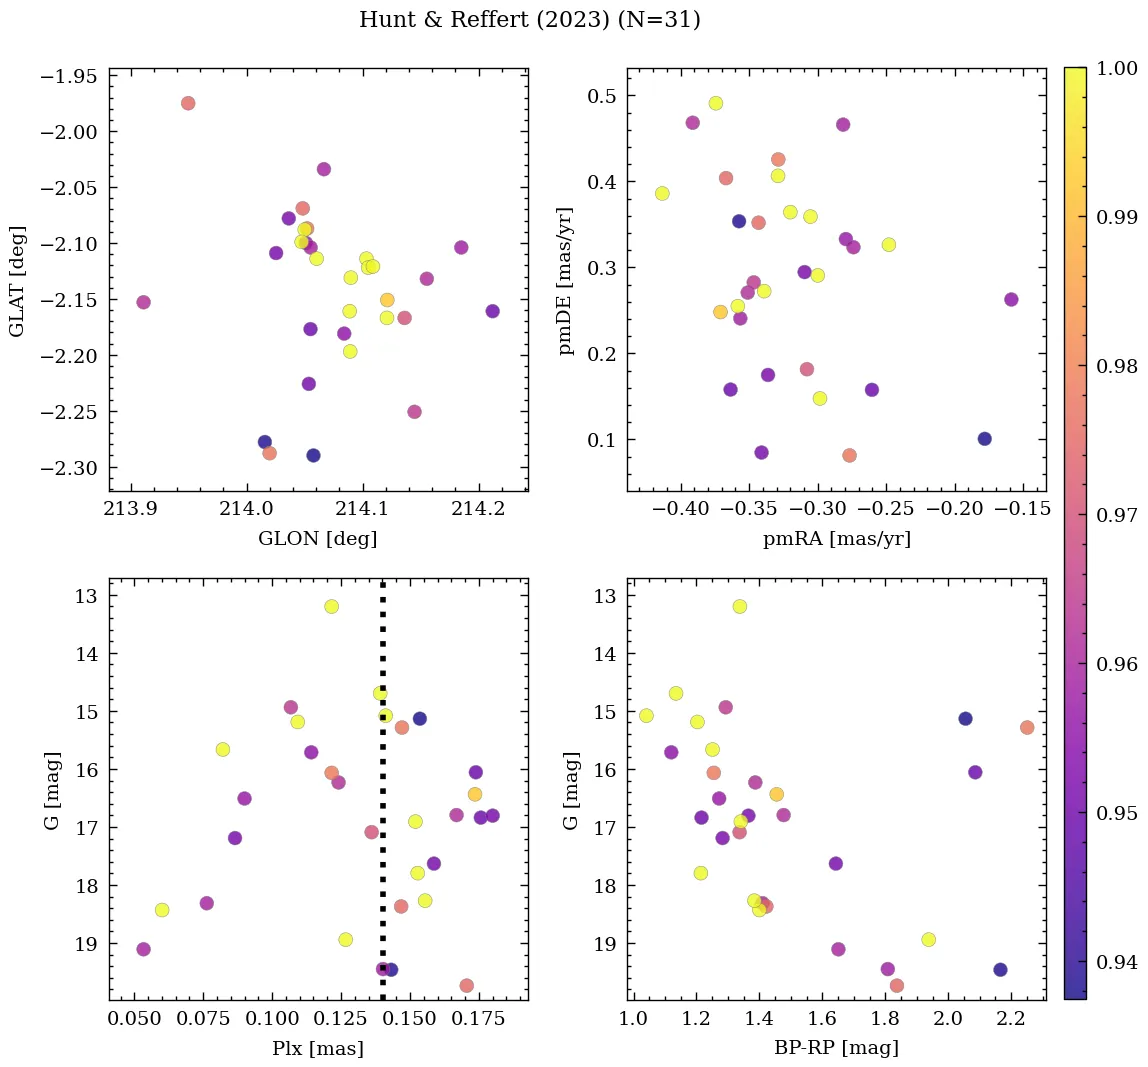 Hunt & Reffert (2023) (N=31)
−1.95
−2.00
−2.05
−2.10
−2.15
−2.20
−2.25
−2.30
GLAT [deg]
213.9 214.0 214.1 214.2
GLON [deg]
0.5
0.4
0.3
0.2
0.1
pmDE [mas/yr]
−0.40 −0.35 −0.30 −0.25 −0.20 −0.15
pmRA [mas/yr]
13
14
15
16
17
18
19
G [mag]
0.050 0.075 0.100 0.125 0.150 0.175
Plx [mas]
13
14
15
16
17
18
19
G [mag]
1.0 1.2 1.4 1.6 1.8 2.0 2.2
BP-RP [mag]
1.00
0.99
0.98
0.97
0.96
0.95
0.94